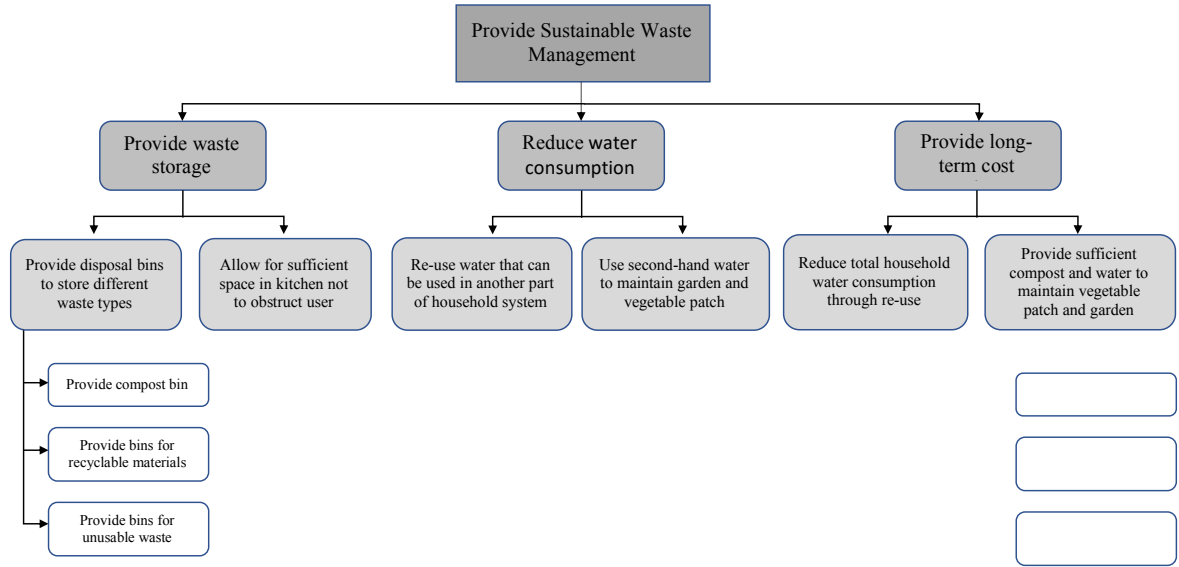 Provide Sustainable Waste
Management
Provide waste
storage
Reduce water
consumption
Provide long-
term cost
Provide disposal bins
to store different
waste types
Allow for sufficient
space in kitchen not
to obstruct user
Re-use water that can
be used in another part
of household system
Use second-hand water
to maintain garden and
vegetable patch
Reduce total household
water consumption
through re-use
Provide sufficient
compost and water to
maintain vegetable
patch and garden
Provide compost bin
Provide bins for
recyclable materials
Provide bins for
unusable waste